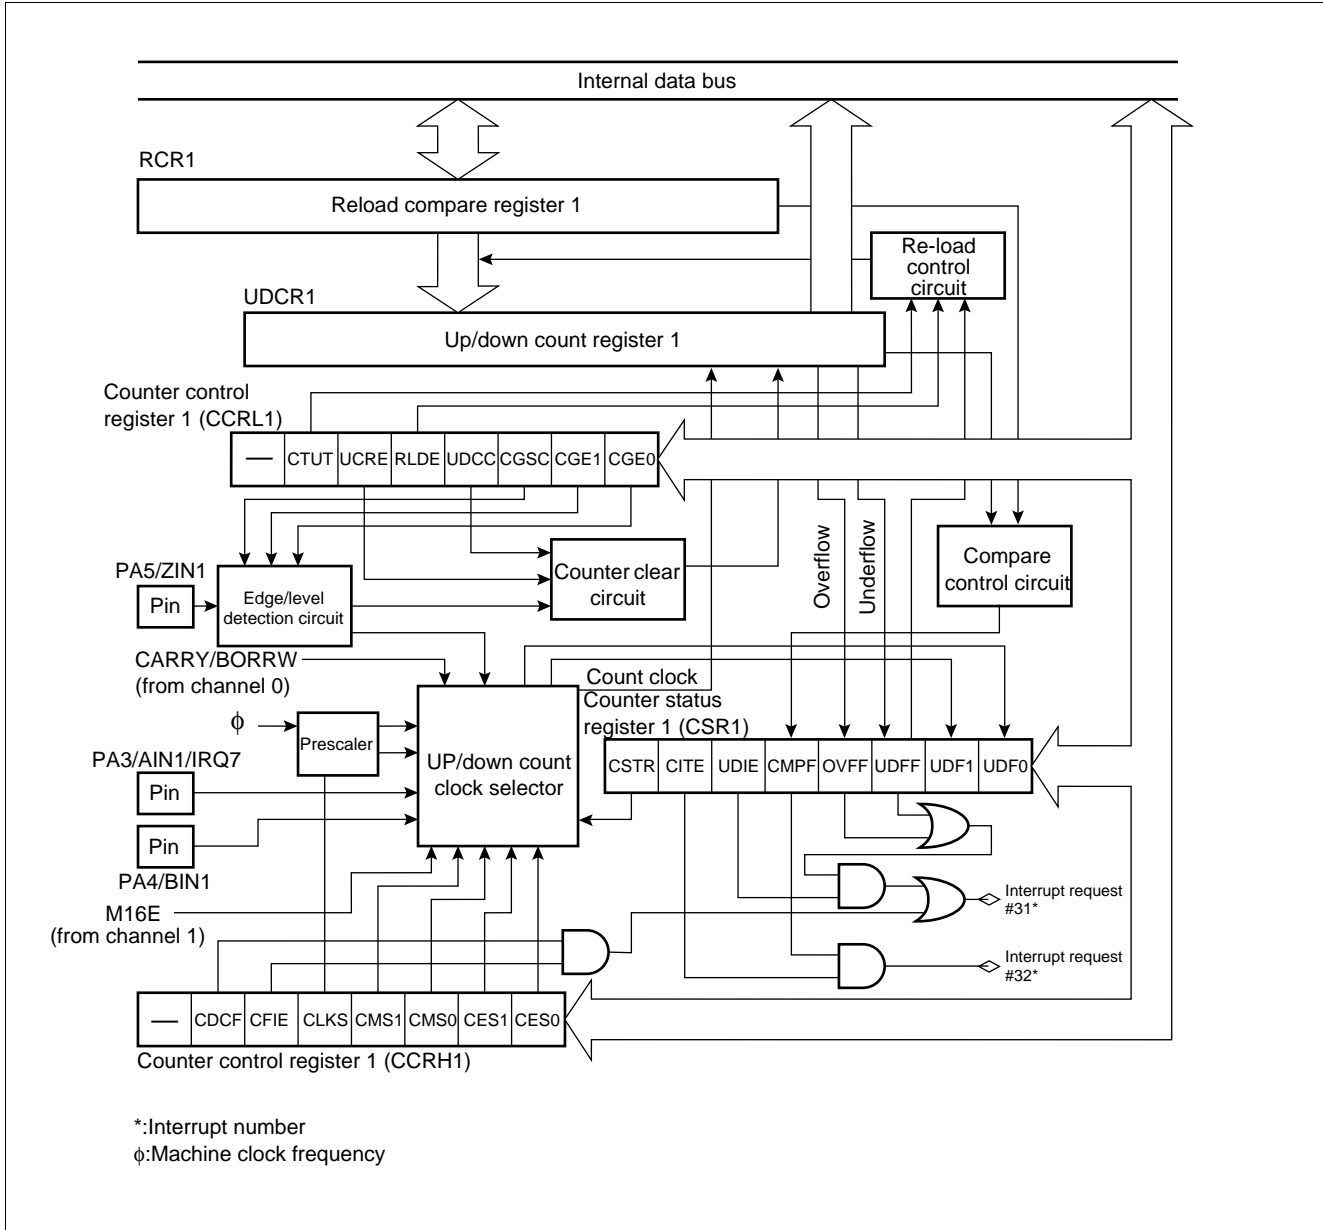 Internal data bus
RCR1
Reload compare register 1
Re-load
control
circuit
UDCR1
Up/down count register 1
Counter control
register 1 (CCRL1)
— CTUT UCRE RLDE UDCC CGSC CGE1 CGE0
Overflow
Underflow
Compare
control circuit
Counter clear
circuit
PA5/ZIN1
Pin
Edge/level
detection circuit
CARRY/BORRW
(from channel 0)
Count clock
Counter status
register 1 (CSR1)
ϕ
Prescaler
UP/down count
clock selector
CSTR CITE UDIE CMPF OVFF UDFF UDF1 UDF0
PA3/AIN1/IRQ7
Pin
Pin
PA4/BIN1
M16E
(from channel 1)
Interrupt request
#31*
Interrupt request
#32*
— CDCF CFIE CLKS CMS1 CMS0 CES1 CES0
Counter control register 1 (CCRH1)
*:Interrupt number
ϕ:Machine clock frequency